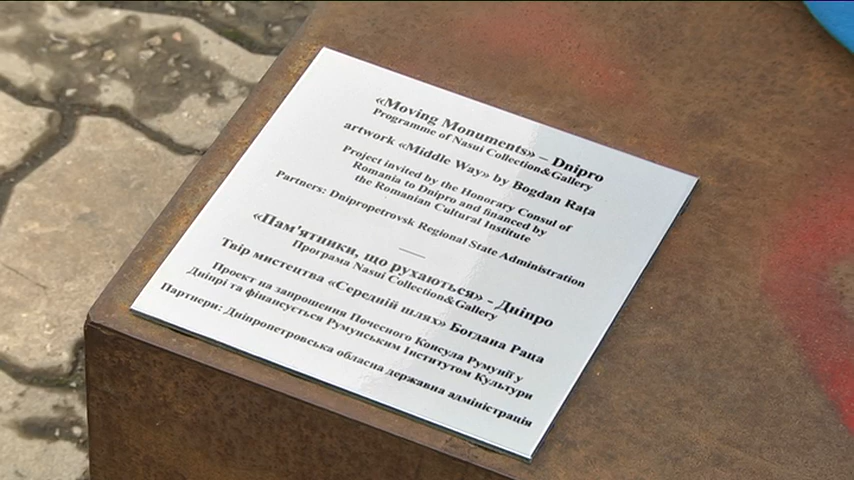 «Moving Monuments» – Dnipro
Programme of Nasui Collection&Gallery
artwork «Middle Way» by Bogdan Rața
Project invited by the Honorary Consul of
Romania to Dnipro and financed by
the Romanian Cultural Institute
Partners: Dnipropetrovsk Regional State Administration
—
«Пам'ятники, що рухаються» - Дніпро
Програма Nasui Collection&Gallery
Твір мистецтва «Середній шлях» Богдана Раца
Проект на запрошення Почесного Консула Румунії у
Дніпрі та фінансується Румунським Інститутом Культури
Партнери: Дніпропетровська обласна державна адміністрація